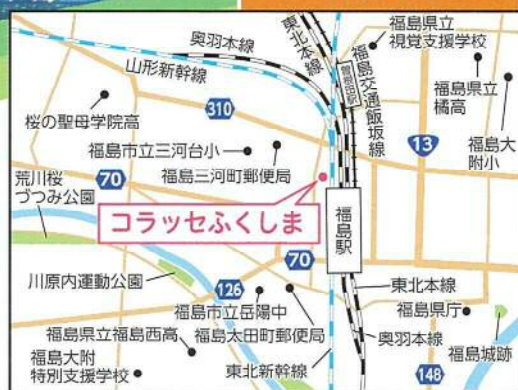 奥羽本線
東北本線
福島県立
視覚支援学校
山形新幹線
曽根田駅
福島交通飯坂線
福島県立
橘高
桜の聖母学院高
310
13
福島大
附小
福島市立三河台小
荒川桜
づつみ公園
70
福島三河町郵便局
コラッセふくしま
福島駅
70
川原内運動公園
126
東北本線
福島市立岳陽中
福島県庁
福島県立福島西高
福島太田町郵便局
奥羽本線
福島城跡
福島大附
特別支援学校
東北新幹線
148